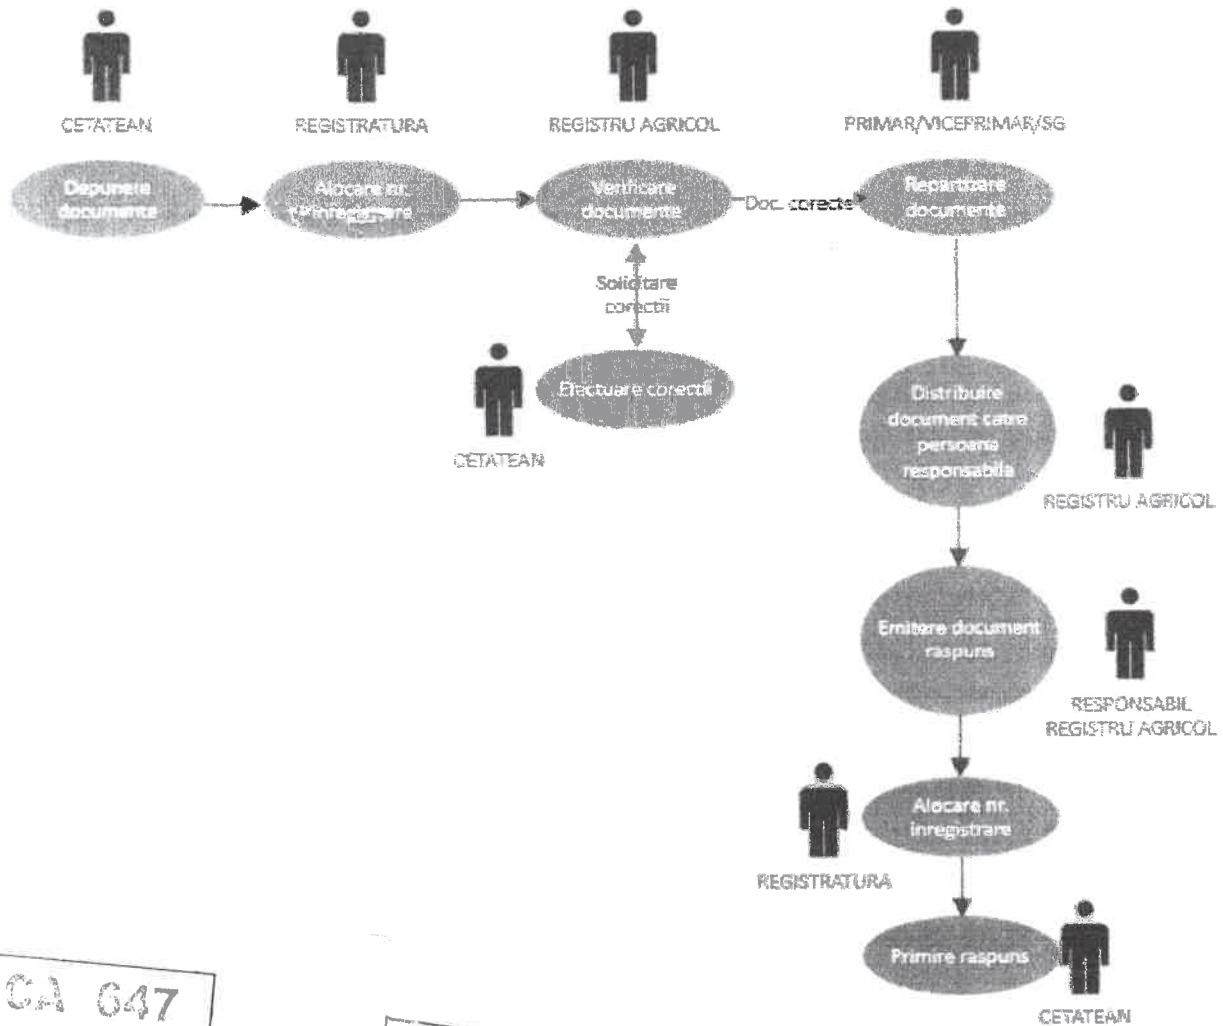 CETATEAN
REGISTRATURA
REGISTRU AGRICOL
PRIMAR/VICEPRIMAR/SG
Depunere
documente
Alocare nr.
inregistrare
Verificare
documente
Doc. corecte
Repartizare
documente
Solicitare
corectii
Efectuare corectii
CETATEAN
Distribuire
document catre
persoana
responsabila
REGISTRU AGRICOL
Emitere document
raspuns
RESPONSABIL
REGISTRU AGRICOL
Alocare nr.
inregistrare
REGISTRATURA
Primire raspuns
CETATEAN
CA 647